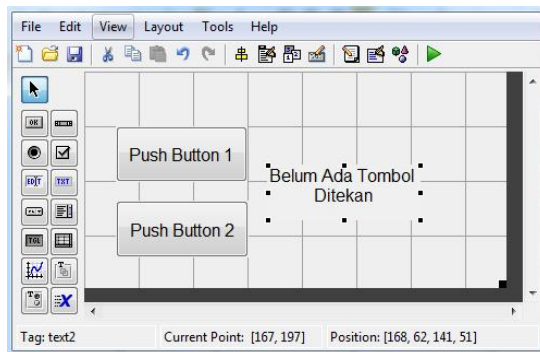 File Edit View Layout Tools Help
OK
EDIT TXT
TGL
Push Button 1
Belum Ada Tombol
Ditekan
Push Button 2
Tag: text2 Current Point: [167, 197] Position: [168, 62, 141, 51]